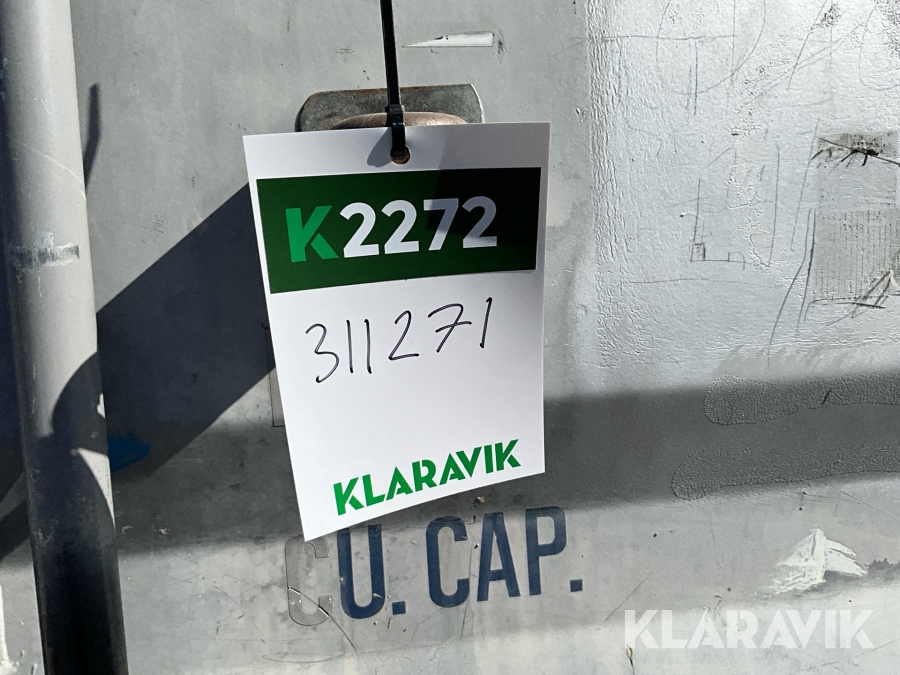 K2272
311271
KLARAVIK
CU. CAP.
KLARAVIK